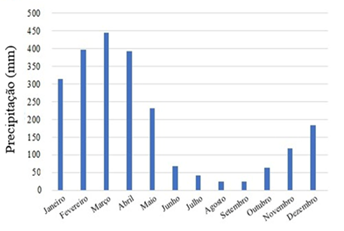 Precipitação (mm)
500
450
400
350
300
250
200
150
100
50
0
Janeiro
Fevereiro
Março
Abril
Maio
Junho
Julho
Agosto
Setembro
Outubro
Novembro
Dezembro